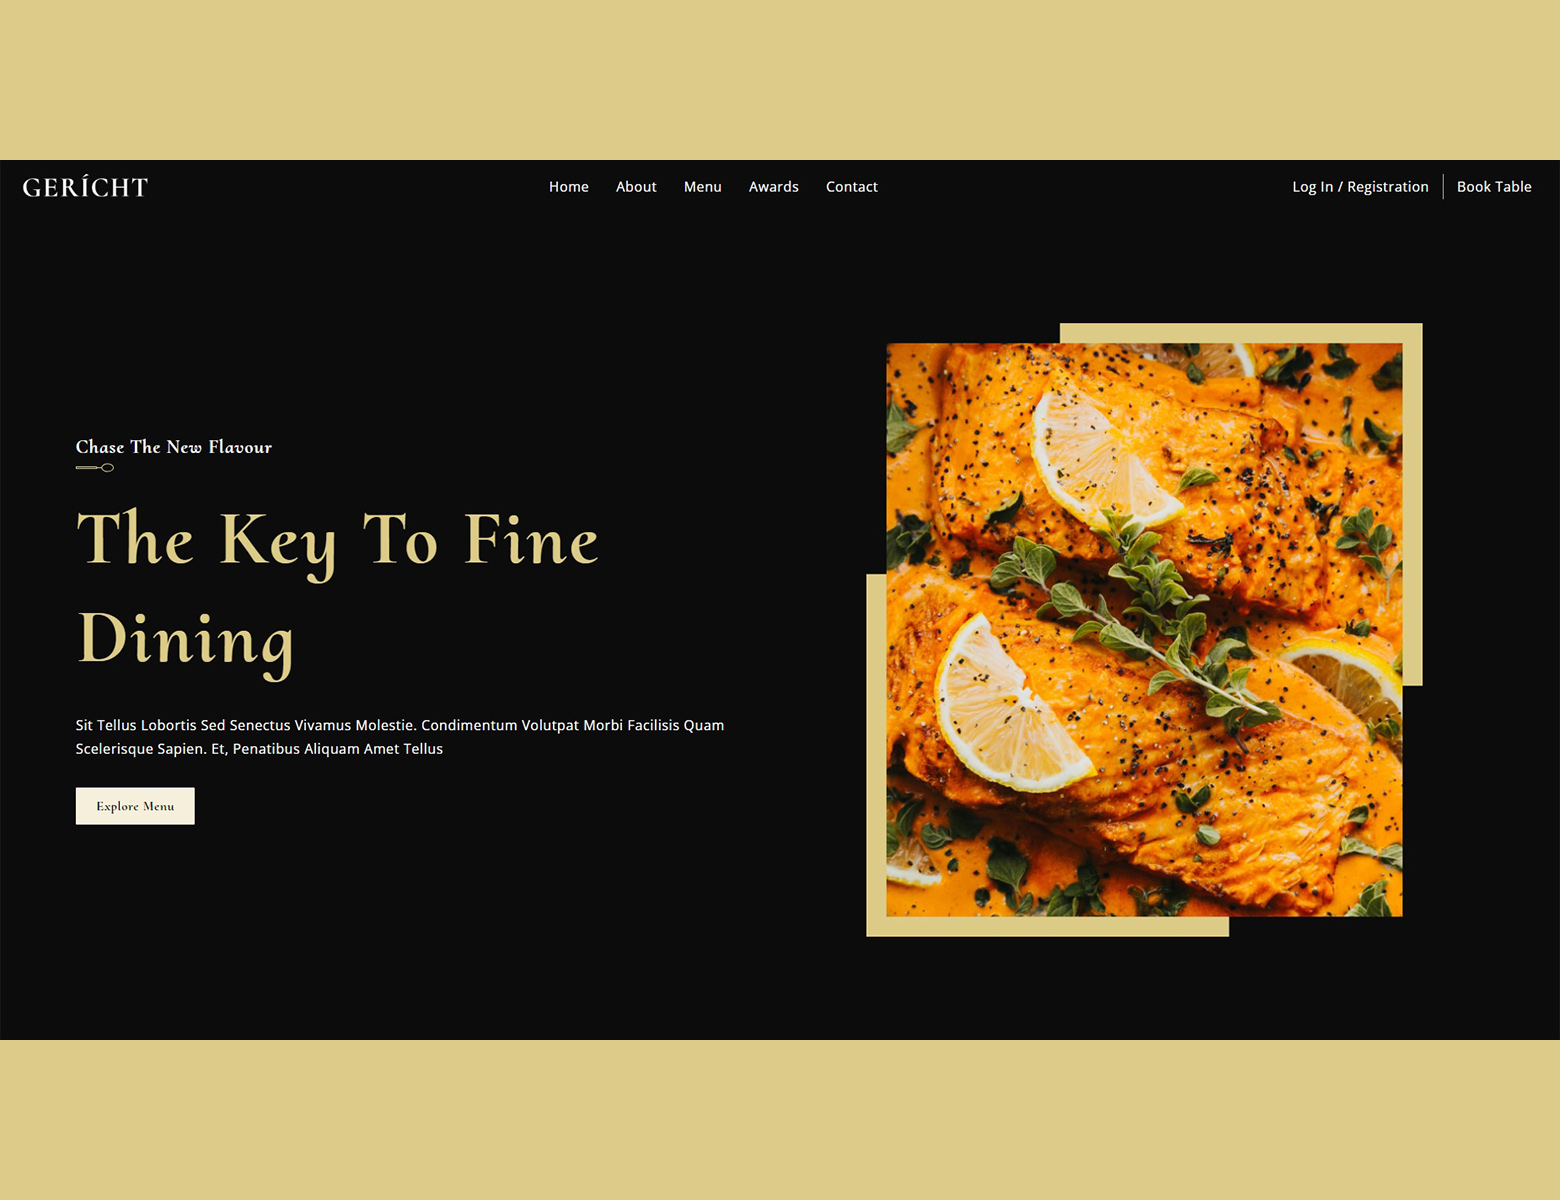 GERÍCHT
Home About Menu Awards Contact
Log In / Registration Book Table
Chase The New Flavour
The Key To Fine
Dining
Sit Tellus Lobortis Sed Senectus Vivamus Molestie. Condimentum Volutpat Morbi Facilisis Quam
Scelerisque Sapien. Et, Penatibus Aliquam Amet Tellus
Explore Menu